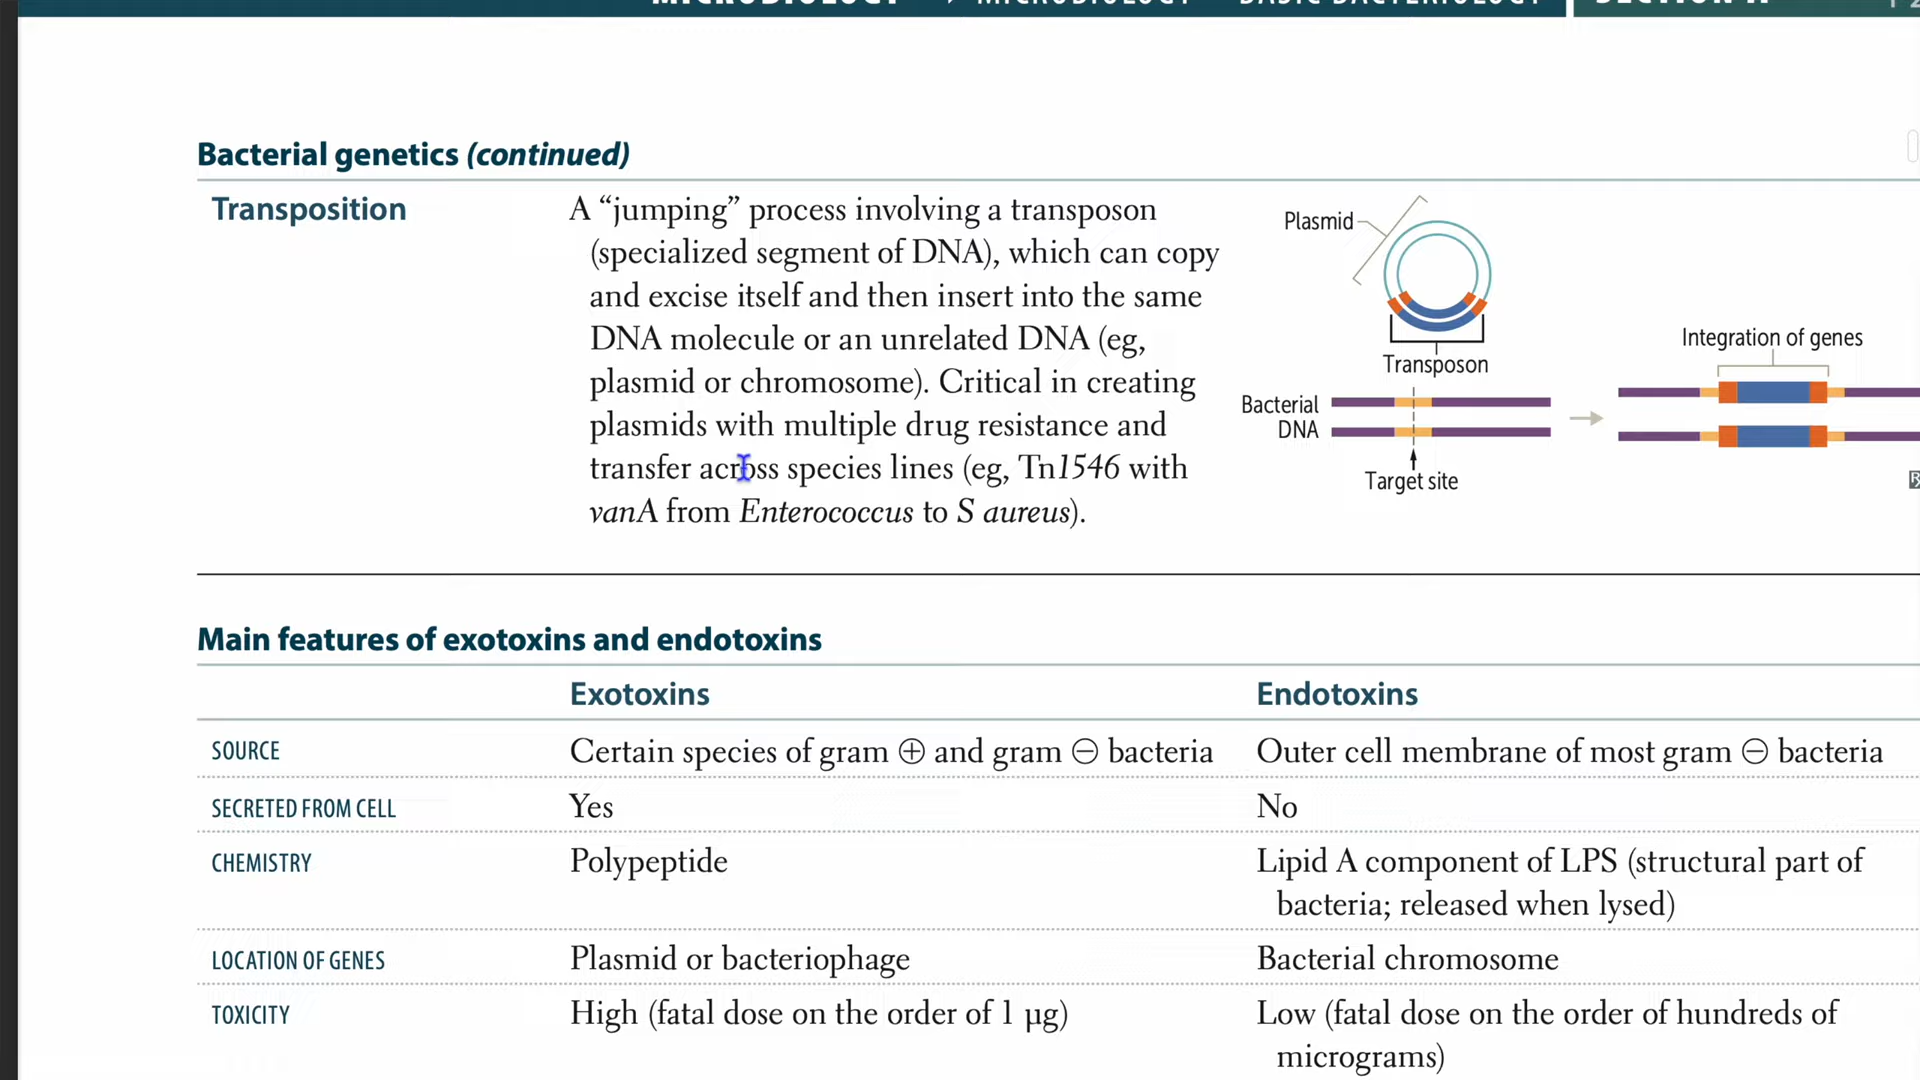 Bacterial genetics (continued)
Transposition
A “jumping” process involving a transposon
(specialized segment of DNA), which can copy
and excise itself and then insert into the same
DNA molecule or an unrelated DNA (eg,
plasmid or chromosome). Critical in creating
plasmids with multiple drug resistance and
transfer across species lines (eg, Tn1546 with
vanA from Enterococcus to S aureus).
Plasmid
Transposon
Bacterial
DNA
Target site
Integration of genes
Main features of exotoxins and endotoxins
Exotoxins Endotoxins
SOURCE Certain species of gram ⊕ and gram ⊖ bacteria Outer cell membrane of most gram ⊖ bacteria
SECRETED FROM CELL Yes No
CHEMISTRY Polypeptide Lipid A component of LPS (structural part of
bacteria; released when lysed)
LOCATION OF GENES Plasmid or bacteriophage Bacterial chromosome
TOXICITY High (fatal dose on the order of 1 µg) Low (fatal dose on the order of hundreds of
micrograms)